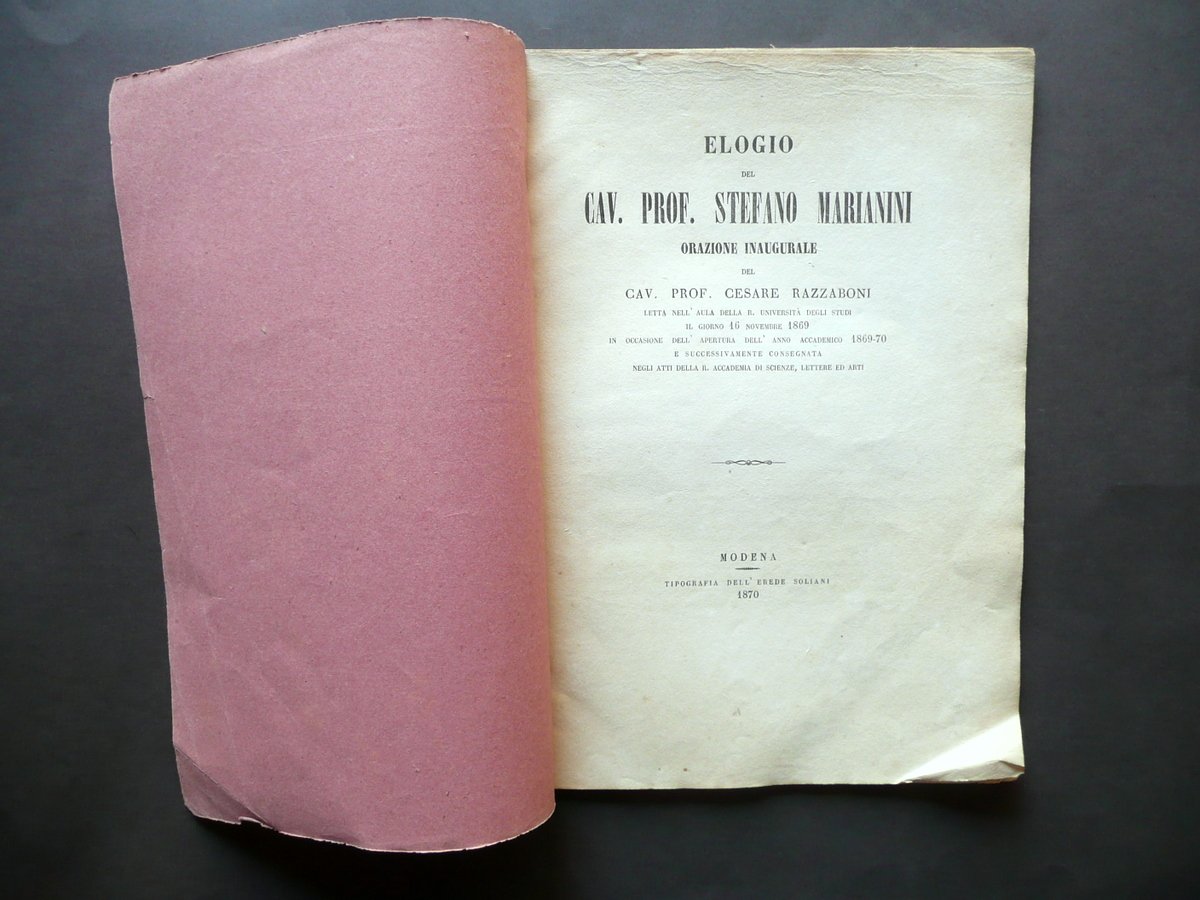 ELOGIO
DEL
CAV. PROF. STEFANO MARIANINI
ORAZIONE INAUGURALE
DEL
CAV. PROF. CESARE RAZZABONI
LETTA NELL' AULA DELLA R. UNIVERSITÀ DEGLI STUDI
IL GIORNO 16 NOVEMBRE 1869
IN OCCASIONE DELL' APERTURA DELL' ANNO ACCADEMICO 1869-70
E SUCCESSIVAMENTE CONSEGNATA
NEGLI ATTI DELLA R. ACCADEMIA DI SCIENZE, LETTERE ED ARTI
MODENA
TIPOGRAFIA DELL' EREDE SOLIANI
1870